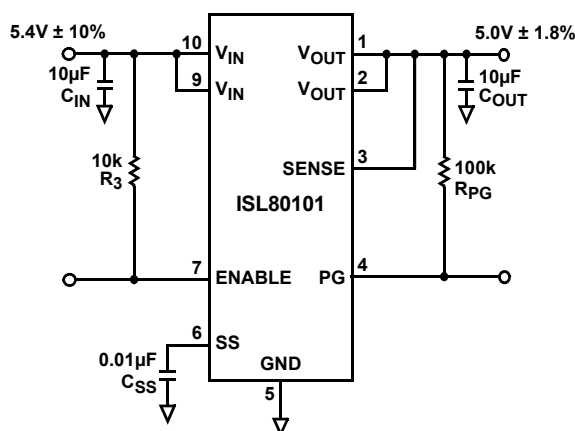 5.4V ± 10%
10 VIN VOUT 1
5.0V ± 1.8%
10µF
CIN
9 VIN VOUT 2
10µF
COUT
10k
R3
SENSE 3
100k
RPG
ISL80101
7 ENABLE PG 4
6 SS
0.01µF
CSS
GND
5